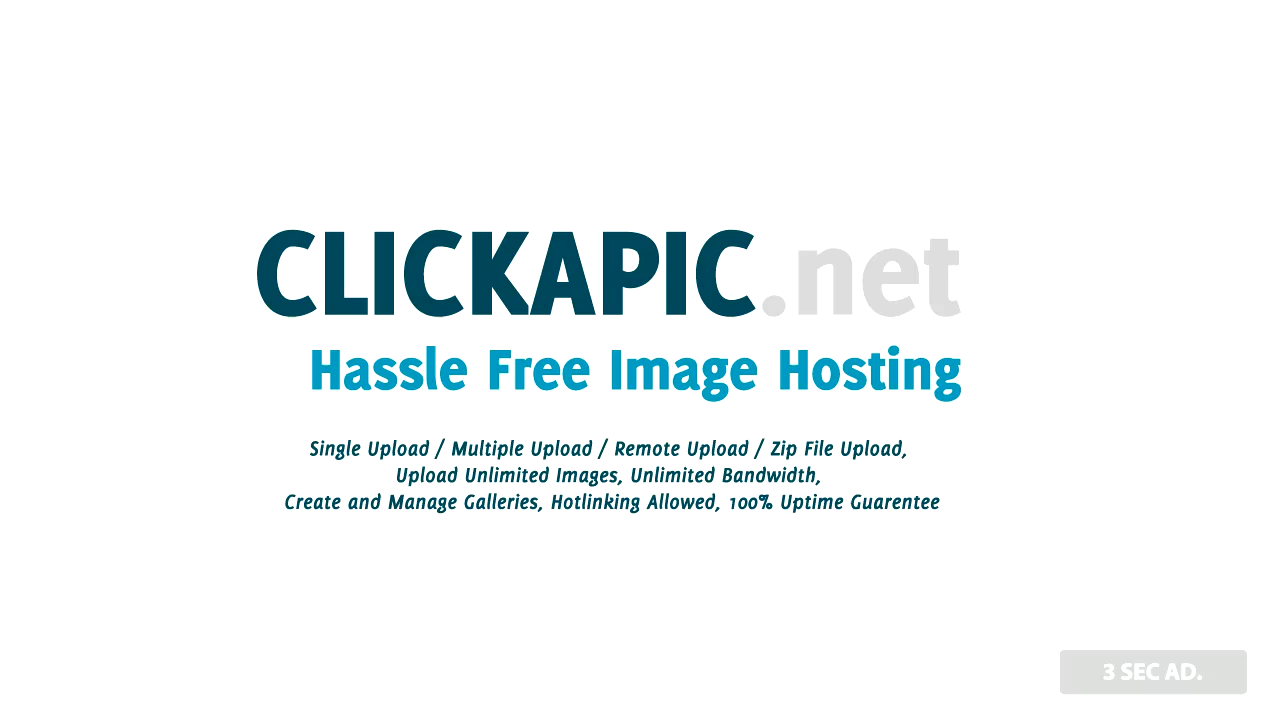 CLICKAPIC.net
Hassle Free Image Hosting
Single Upload / Multiple Upload / Remote Upload / Zip File Upload,
Upload Unlimited Images, Unlimited Bandwidth,
Create and Manage Galleries, Hotlinking Allowed, 100% Uptime Guarentee
3 SEC AD.